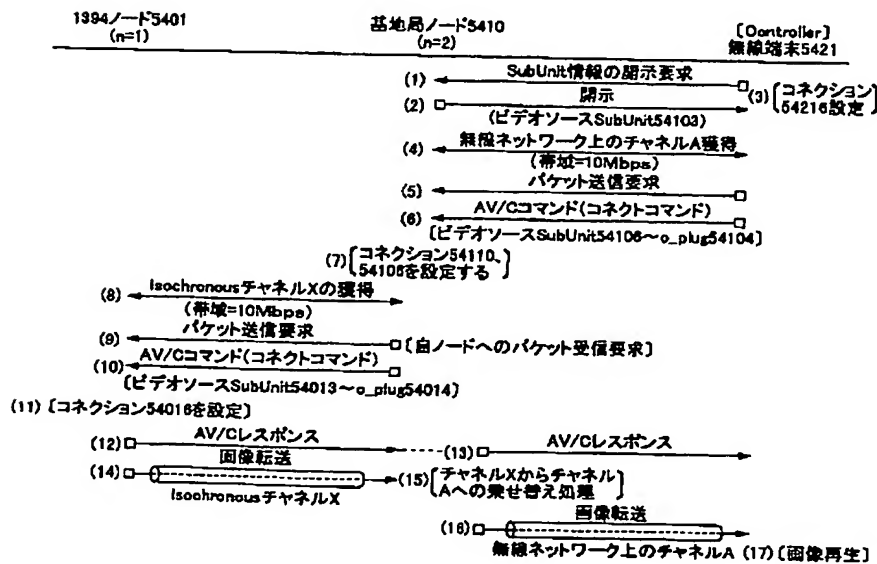 1394ノード5401
(n=1)
基地局ノード5410
(n=2)
[Controller]
無線端末5421
(1) SubUnit情報の開示要求
(2) 開示
(ビデオソースSubUnit54103)
(3) [コネクション
54216設定]
(4) 無線ネットワーク上のチャネルA獲得
(帯域=10Mbps)
(5) パケット送信要求
(6) AV/Cコマンド(コネクトコマンド)
[ビデオソースSubUnit54106~o_plug54104]
(7) [コネクション54110、
54106を設定する]
(8) IsochronousチャネルXの獲得
(帯域=10Mbps)
(9) パケット送信要求
[自ノードへのパケット受信要求]
(10) AV/Cコマンド(コネクトコマンド)
[ビデオソースSubUnit54013~o_plug54014]
(11) [コネクション54016を設定]
(12) AV/Cレスポンス
(13) AV/Cレスポンス
(14) 画像転送
IsochronousチャネルX
(15) [チャネルXからチャネル
Aへの乗せ替え処理]
(16) 画像転送
無線ネットワーク上のチャネルA
(17) [画像再生]